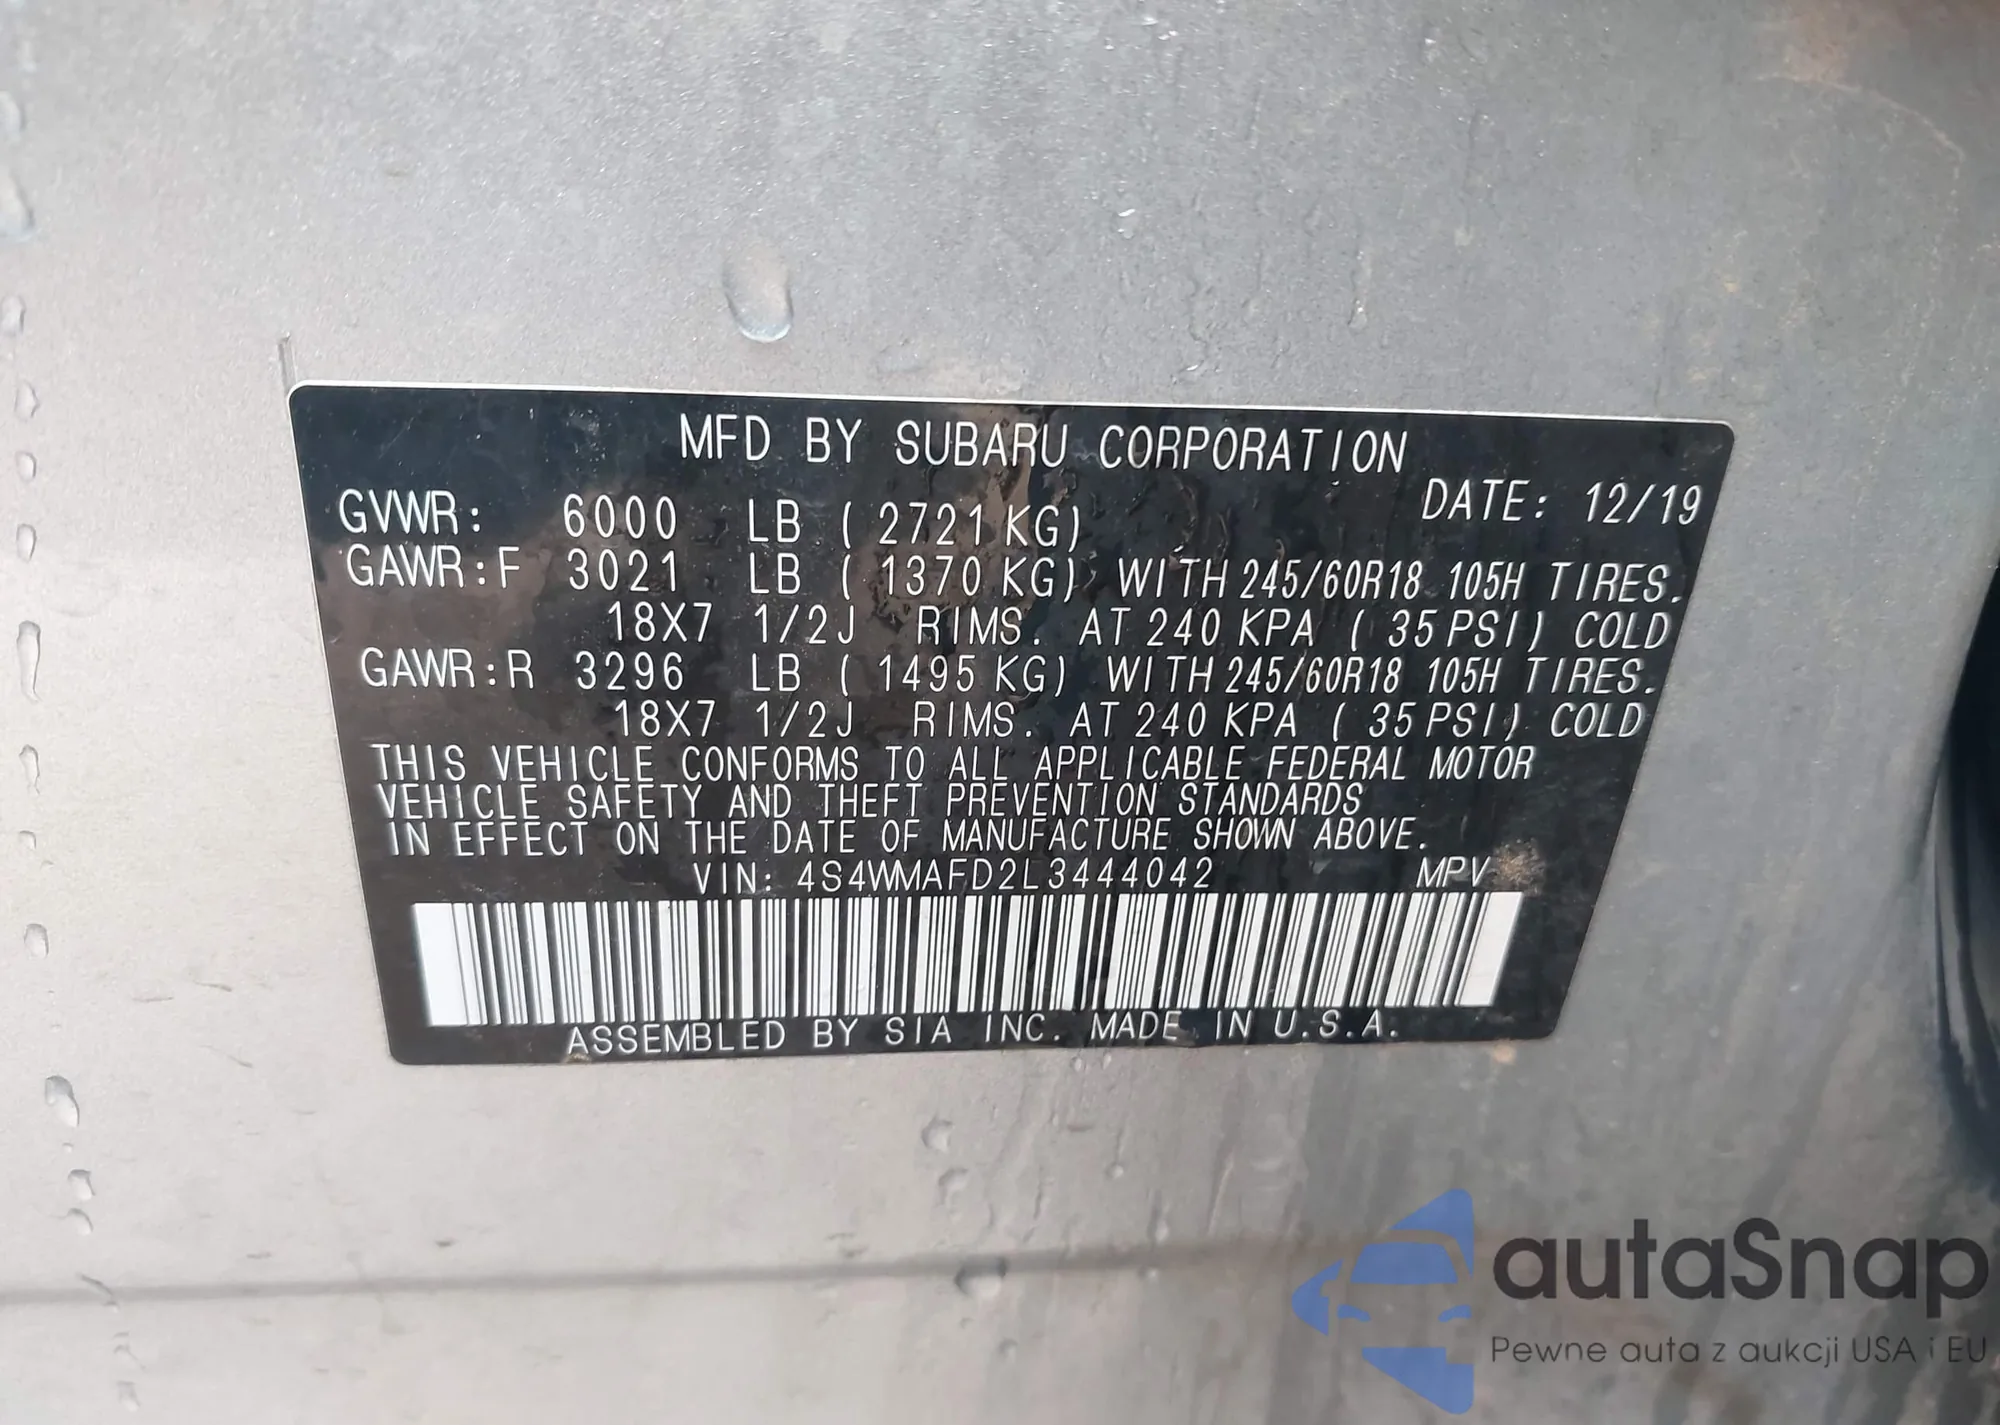 MFD BY SUBARU CORPORATION
DATE: 12/19
GVWR: 6000 LB ( 2721 KG)
GAWR:F 3021 LB ( 1370 KG) WITH 245/60R18 105H TIRES.
18X7 1/2J RIMS. AT 240 KPA ( 35 PSI) COLD
GAWR:R 3296 LB ( 1495 KG) WITH 245/60R18 105H TIRES.
18X7 1/2J RIMS. AT 240 KPA ( 35 PSI) COLD
THIS VEHICLE CONFORMS TO ALL APPLICABLE FEDERAL MOTOR
VEHICLE SAFETY AND THEFT PREVENTION STANDARDS
IN EFFECT ON THE DATE OF MANUFACTURE SHOWN ABOVE.
VIN: 4S4WMAFD2L3444042 MPV
ASSEMBLED BY SIA INC. MADE IN U.S.A.
autaSnap
Pewne auta z aukcji USA i EU